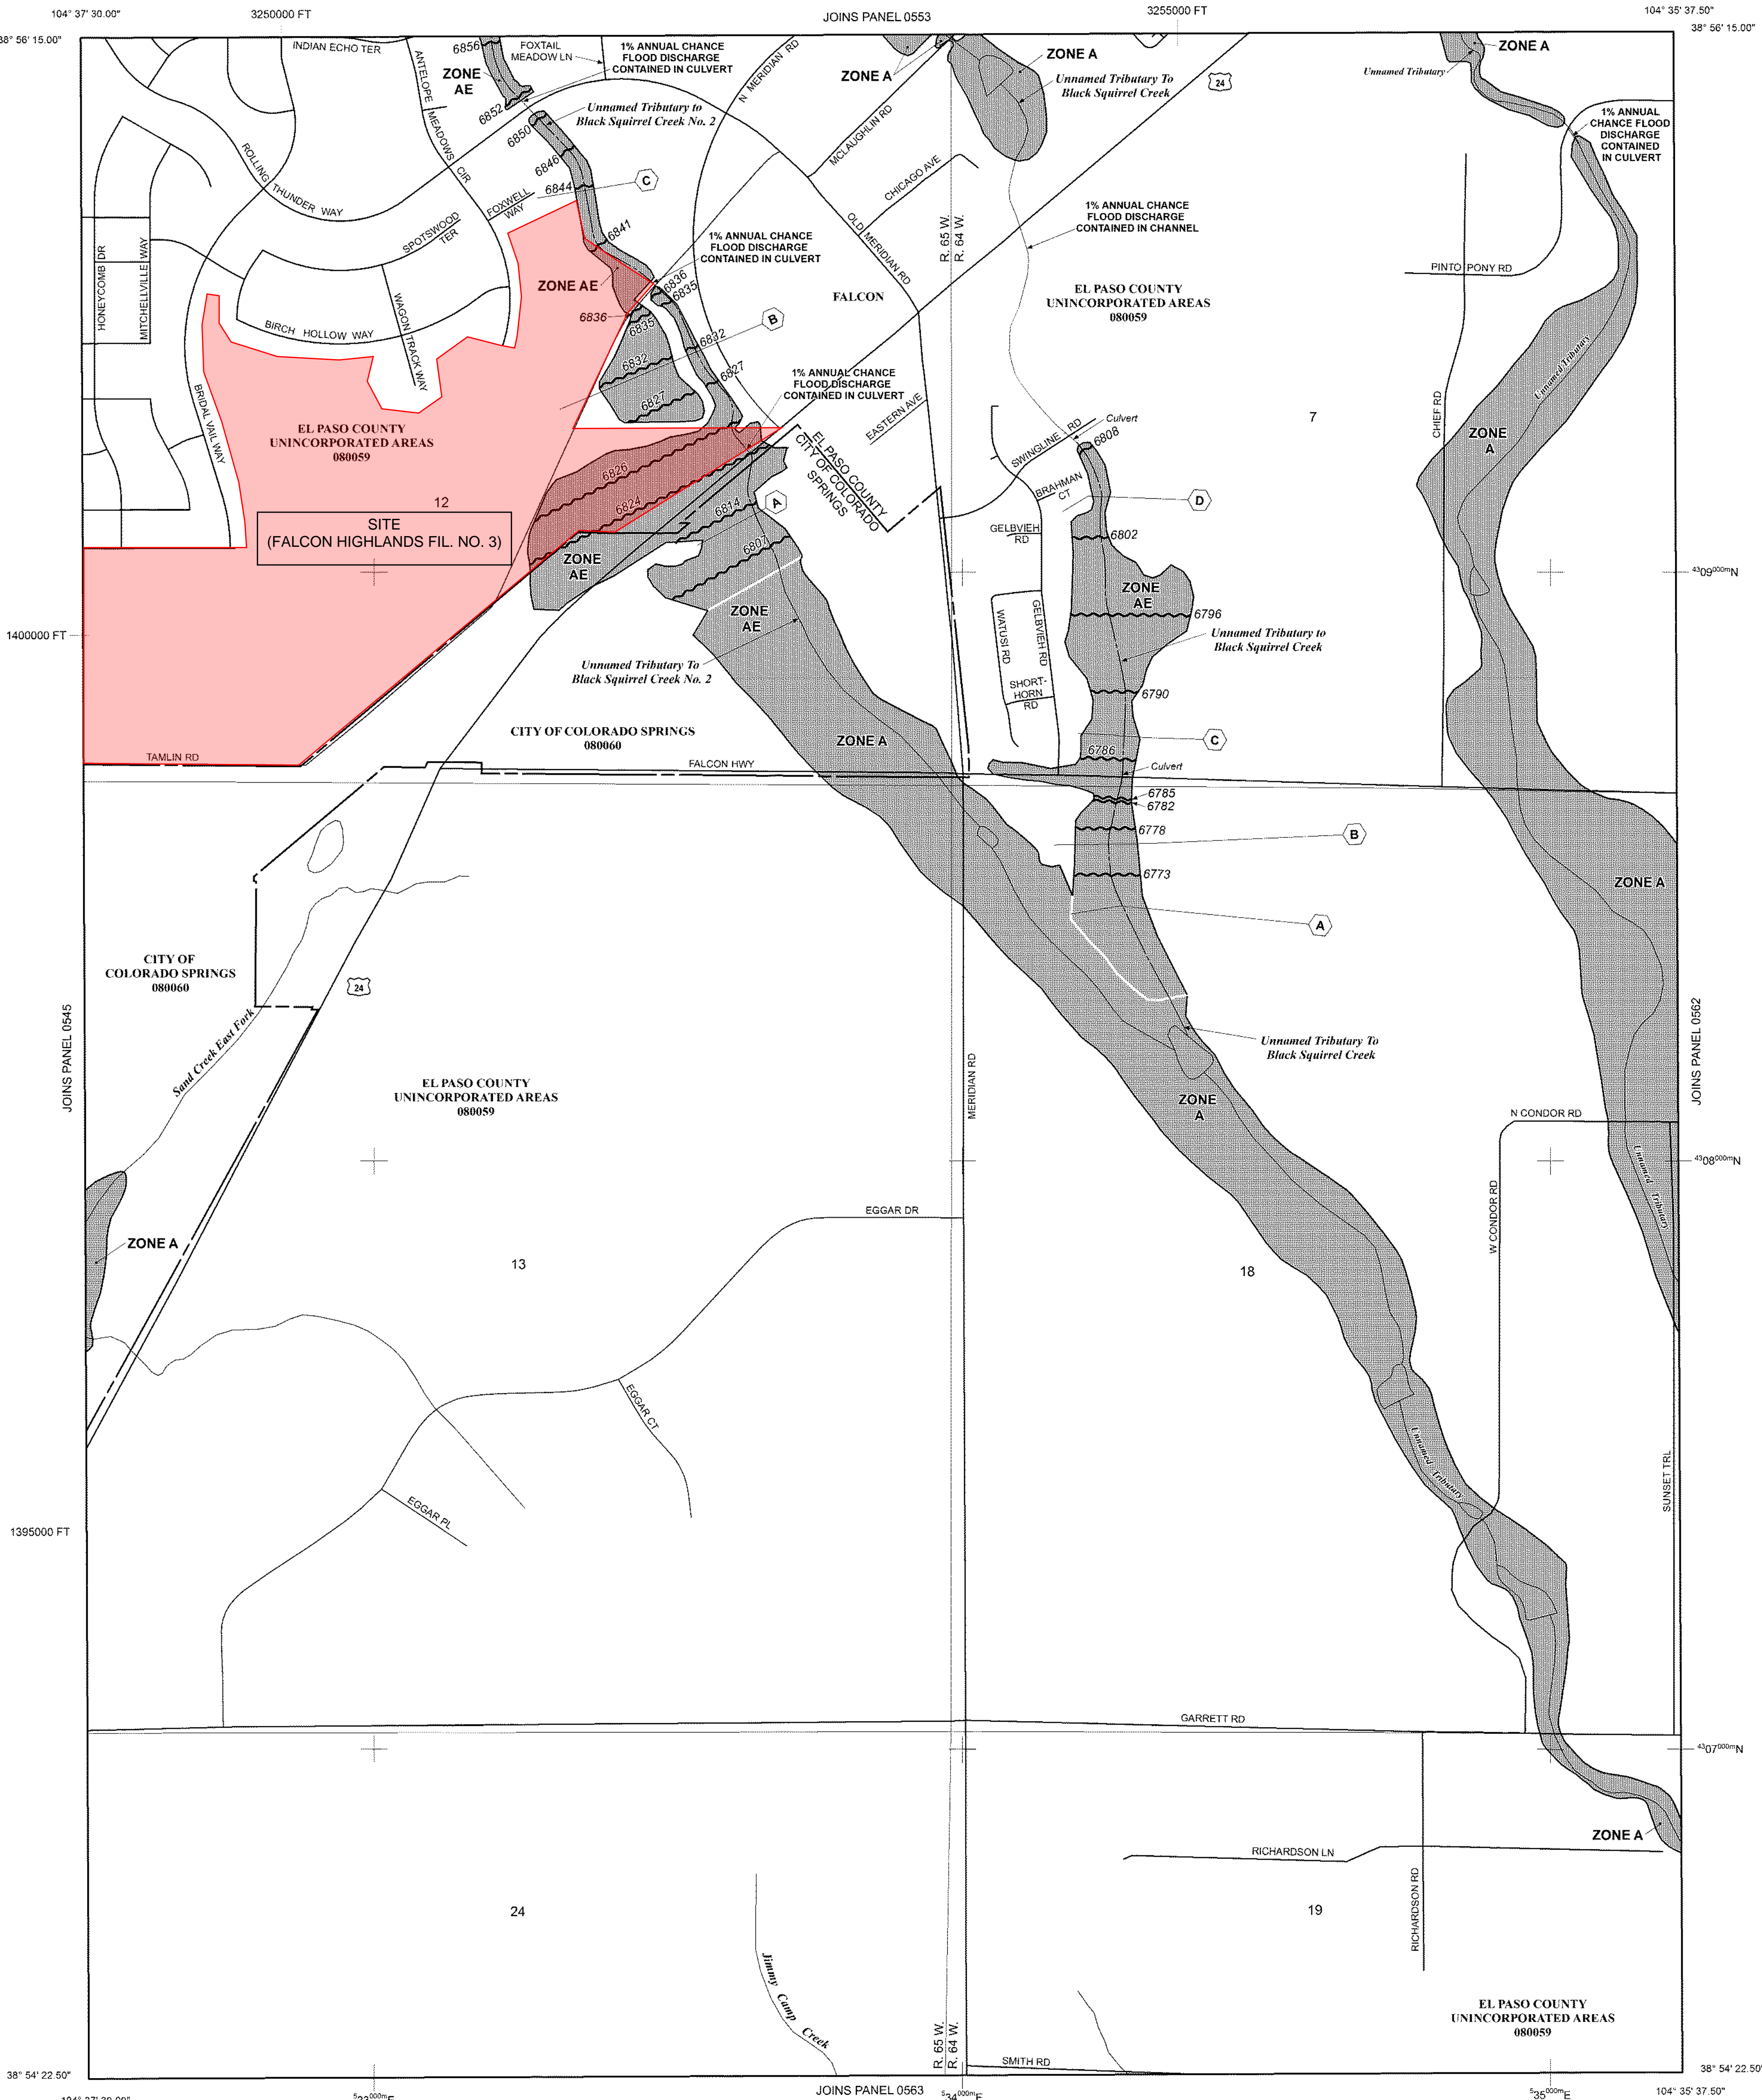 104° 37' 30.00"
3250000 FT
JOINS PANEL 0553
3255000 FT
104° 35' 37.50"
38° 56' 15.00"
38° 56' 15.00"
INDIAN ECHO TER
ANTELOPE MEADOWS CIR
6856
FOXTAIL
MEADOW LN
1% ANNUAL CHANCE
FLOOD DISCHARGE
CONTAINED IN CULVERT
ZONE
AE
6852
6850
Unnamed Tributary to
Black Squirrel Creek No. 2
N MERIDIAN RD
ZONE A
ZONE A
Unnamed Tributary To
Black Squirrel Creek
24
ZONE A
Unnamed Tributary
1% ANNUAL
CHANCE FLOOD
DISCHARGE
CONTAINED
IN CULVERT
MCLAUGHLIN RD
CHICAGO AVE
ROLLING THUNDER WAY
6846
6844
C
FOXWELL
WAY
SPOTSWOOD
TER
6841
HONEYCOMB DR
MITCHELLVILLE WAY
1% ANNUAL CHANCE
FLOOD DISCHARGE
CONTAINED IN CULVERT
OLD MERIDIAN RD
R. 65 W.
R. 64 W.
1% ANNUAL CHANCE
FLOOD DISCHARGE
CONTAINED IN CHANNEL
PINTO PONY RD
ZONE AE
6836
6835
6836
6835
FALCON
EL PASO COUNTY
UNINCORPORATED AREAS
080059
BIRCH HOLLOW WAY
WAGON TRACK WAY
B
6832
6832
6827
6827
1% ANNUAL CHANCE
FLOOD DISCHARGE
CONTAINED IN CULVERT
BRIDAL VAIL WAY
EASTERN AVE
Unnamed Tributary
CHIEF RD
7
EL PASO COUNTY
UNINCORPORATED AREAS
080059
EL PASO COUNTY
CITY OF COLORADO
SPRINGS
SWINGLINE RD
Culvert
6808
ZONE
A
6826
6824
6814
A
BRAHMAN
CT
D
12
SITE
(FALCON HIGHLANDS FIL. NO. 3)
GELBVIEH
RD
6802
6807
ZONE
AE
4309000mN
ZONE
AE
ZONE
AE
6796
WATUSI RD
GELBVIEH RD
1400000 FT
Unnamed Tributary to
Black Squirrel Creek
Unnamed Tributary To
Black Squirrel Creek No. 2
SHORT-
HORN
RD
6790
CITY OF COLORADO SPRINGS
080060
ZONE A
C
6786
TAMLIN RD
FALCON HWY
Culvert
6785
6782
6778
B
6773
ZONE A
A
CITY OF
COLORADO SPRINGS
080060
24
JOINS PANEL 0545
Sand Creek East Fork
JOINS PANEL 0562
Unnamed Tributary To
Black Squirrel Creek
MERIDIAN RD
EL PASO COUNTY
UNINCORPORATED AREAS
080059
ZONE
A
N CONDOR RD
Unnamed Tributary
4308000mN
W CONDOR RD
EGGAR DR
ZONE A
13
18
EGGAR CT
Unnamed Tributary
SUNSET TRL
EGGAR PL
1395000 FT
GARRETT RD
4307000mN
ZONE A
RICHARDSON LN
RICHARDSON RD
24
19
Jimmy Camp Creek
EL PASO COUNTY
UNINCORPORATED AREAS
080059
R. 65 W.
R. 64 W.
SMITH RD
38° 54' 22.50"
38° 54' 22.50"
JOINS PANEL 0563
534000mE
535000mE
104° 35' 37.50"